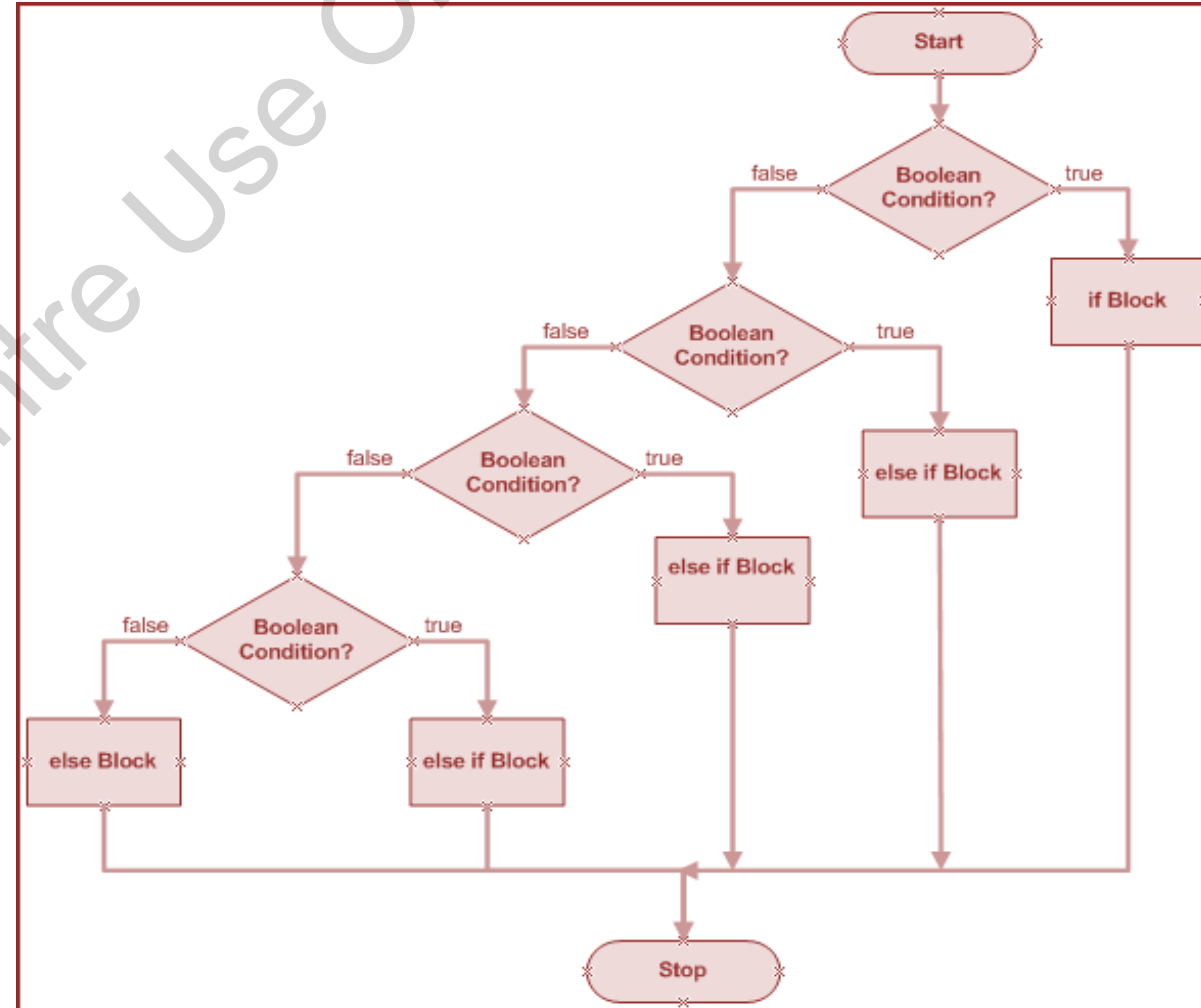 Start
Boolean
Condition?
false
true
if Block
Boolean
Condition?
false
true
else if Block
Boolean
Condition?
false
true
else if Block
Boolean
Condition?
false
true
else Block
else if Block
Stop
Use